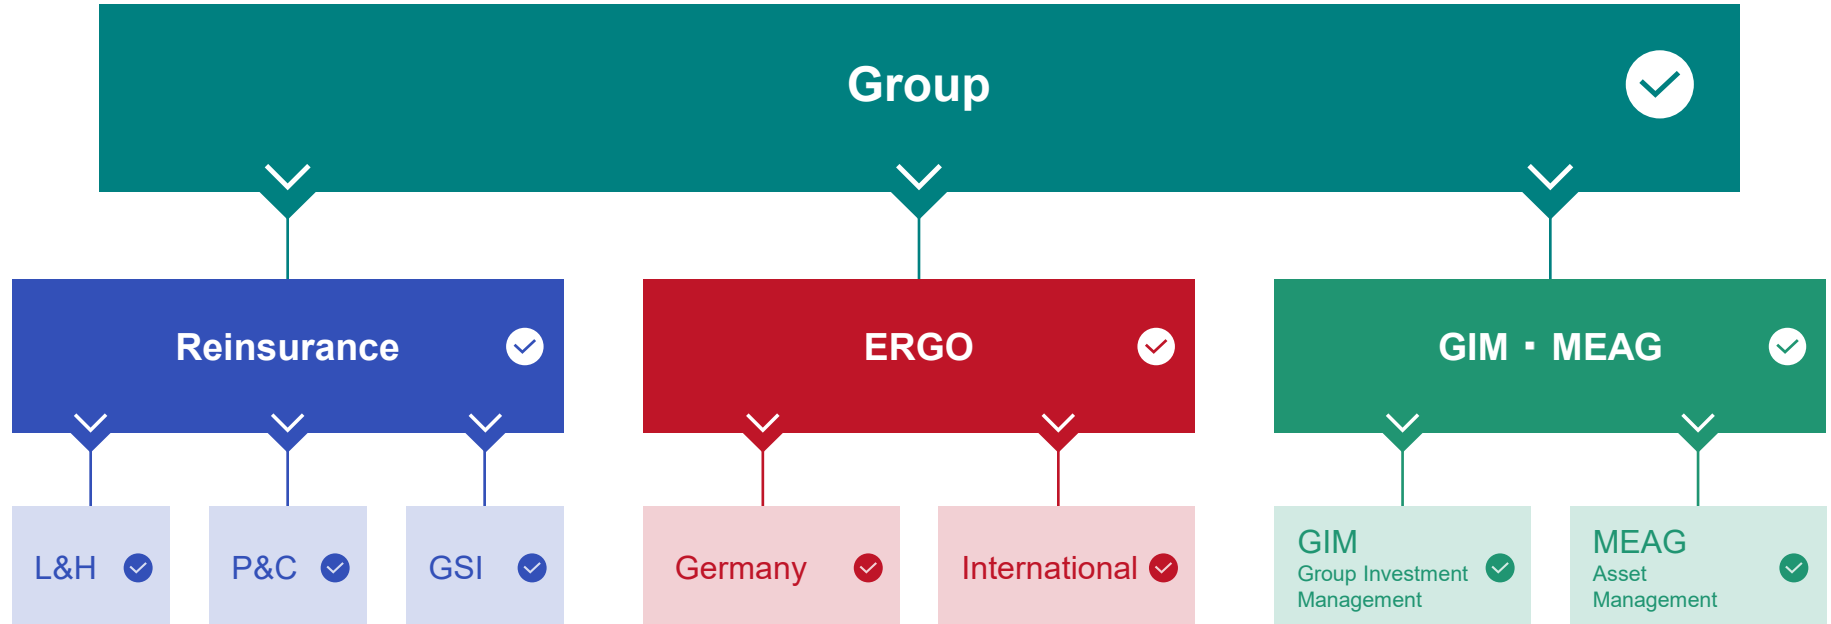 Group
Reinsurance
ERGO
GIM ▪ MEAG
L&H
P&C
GSI
Germany
International
GIM
Group Investment
Management
MEAG
Asset
Management